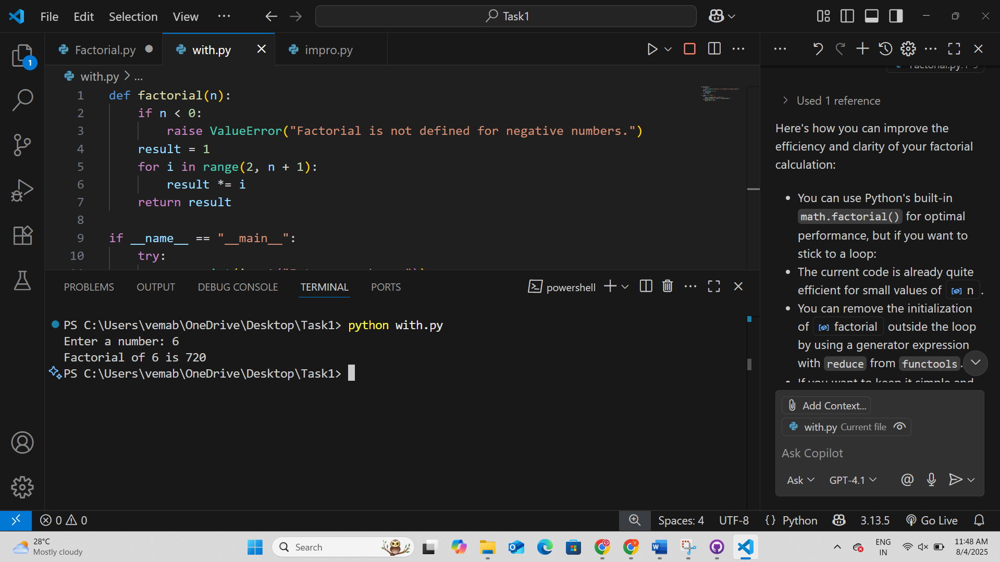 File Edit Selection View ...
Task1
Factorial.py
with.py
impro.py
with.py > ...
1 def factorial(n):
2 if n < 0:
3 raise ValueError("Factorial is not defined for negative numbers.")
4 result = 1
5 for i in range(2, n + 1):
6 result *= i
7 return result
8
9 if __name__ == "__main__":
10 try:
PROBLEMS OUTPUT DEBUG CONSOLE TERMINAL PORTS
powershell
PS C:\Users\vemab\OneDrive\Desktop\Task1> python with.py
Enter a number: 6
Factorial of 6 is 720
PS C:\Users\vemab\OneDrive\Desktop\Task1>
1
Used 1 reference
Here's how you can improve the
efficiency and clarity of your factorial
calculation:
• You can use Python's built-in
math.factorial() for optimal
performance, but if you want to
stick to a loop:
• The current code is already quite
efficient for small values of n .
• You can remove the initialization
of factorial outside the loop
by using a generator expression
with reduce from functools.
• If you want to keep it simple and
Add Context...
with.py Current file
Ask Copilot
Ask GPT-4.1
0 0
Spaces: 4 UTF-8 {} Python 3.13.5 Go Live
28°C
Mostly cloudy
Search
ENG
IN
11:48 AM
8/4/2025